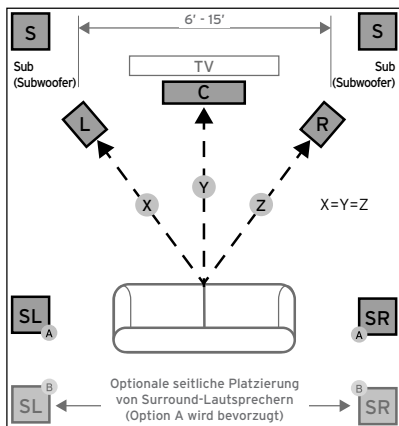 S
6' - 15'
S
Sub
(Subwoofer)
TV
Sub
(Subwoofer)
C
L
R
X
Y
Z
X=Y=Z
SL
A
SR
A
SL
B
Optionale seitliche Platzierung
von Surround-Lautsprechern
(Option A wird bevorzugt)
B
SR